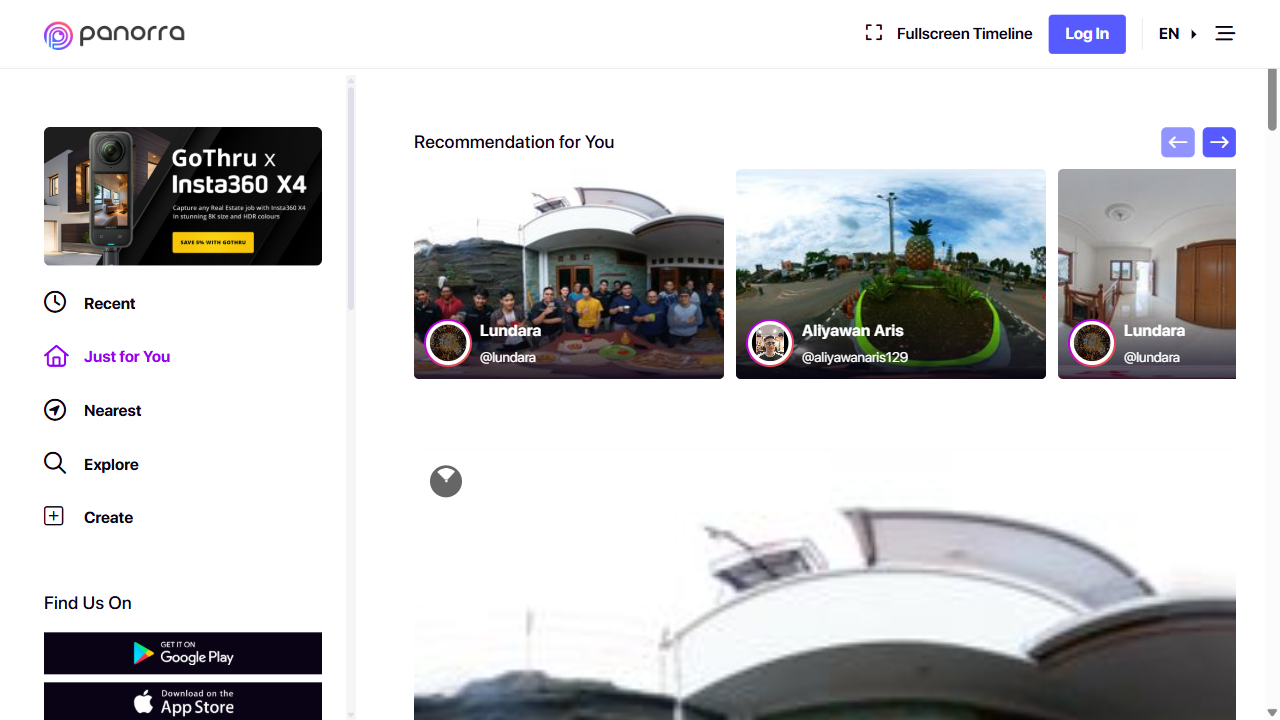 panorra
Fullscreen Timeline
Log In
EN
GoThru x
Insta360 X4
Capture any Real Estate job with Insta360 X4
in stunning 8K size and HDR colours
SAVE 5% WITH GOTHRU
Recent
Just for You
Nearest
Explore
Create
Find Us On
GET IT ON
Google Play
Download on the
App Store
Recommendation for You
Lundara
@lundara
Aliyawan Aris
@aliyawanaris129
Lundara
@lundara